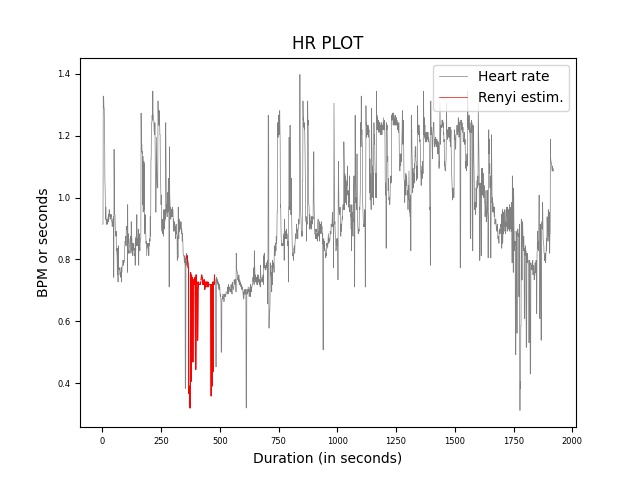 HR PLOT
Heart rate
Renyi estim.
BPM or seconds
1.4
1.2
1.0
0.8
0.6
0.4
0 250 500 750 1000 1250 1500 1750 2000
Duration (in seconds)